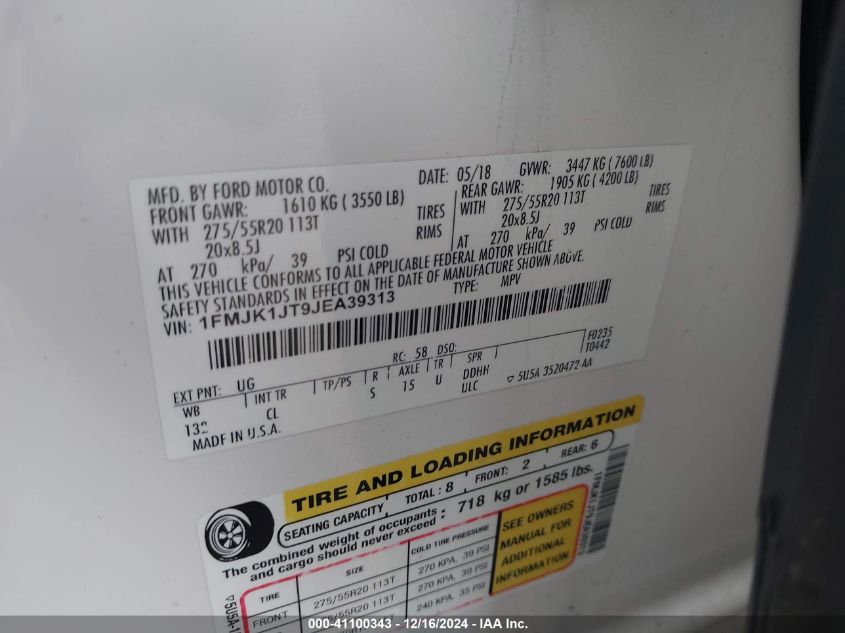 MFD. BY FORD MOTOR CO.
DATE: 05/18 GVWR: 3447 KG ( 7600 LB)
FRONT GAWR: 1610 KG ( 3550 LB)
REAR GAWR: 1905 KG ( 4200 LB)
WITH 275/55R20 113T TIRES
WITH 275/55R20 113T TIRES
20x8.5J RIMS
20x8.5J RIMS
AT 270 kPa/ 39 PSI COLD
AT 270 kPa/ 39 PSI COLD
THIS VEHICLE CONFORMS TO ALL APPLICABLE FEDERAL MOTOR VEHICLE
SAFETY STANDARDS IN EFFECT ON THE DATE OF MANUFACTURE SHOWN ABOVE.
VIN: 1FMJK1JT9JEA39313 TYPE: MPV
F0235
T0442
EXT PNT: UG RC: 58 DSO:
WB INT TR TP/PS R AXLE TR SPR
132 CL S 15 U DDHH
ULC
▽ 5U5A 3520472 AA
MADE IN U.S.A.
TIRE AND LOADING INFORMATION
SEATING CAPACITY TOTAL : 8 FRONT: 2 REAR: 6
The combined weight of occupants : 718 kg or 1585 lbs.
and cargo should never exceed
TIRE SIZE COLD TIRE PRESSURE
FRONT 275/55R20 113T 270 KPA, 39 PSI
275/55R20 113T 270 KPA, 39 PSI
240 KPA, 35 PSI
SEE OWNERS
MANUAL FOR
ADDITIONAL
INFORMATION
000-41100343 - 12/16/2024 - IAAI.com